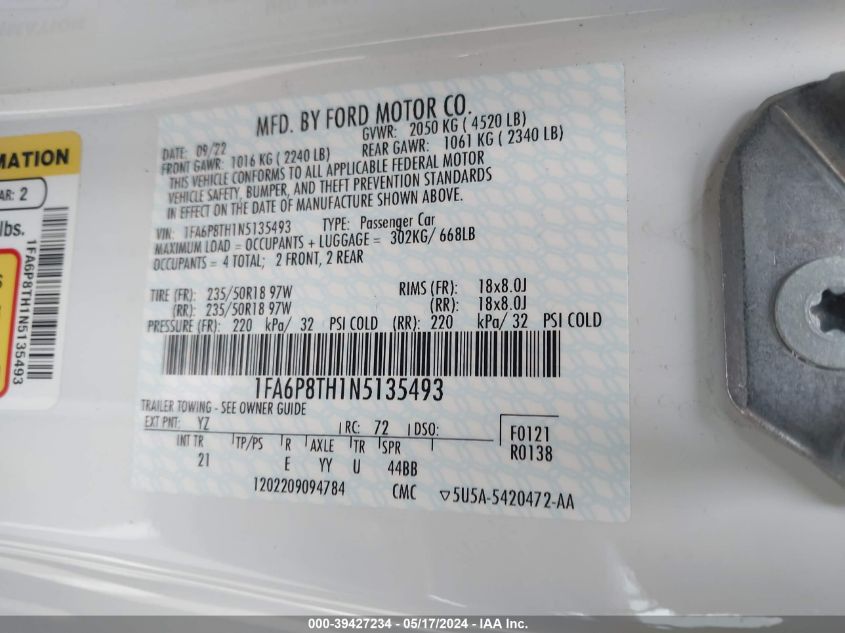 MFD. BY FORD MOTOR CO.
DATE: 09/22 GVWR: 2050 KG ( 4520 LB)
FRONT GAWR: 1016 KG ( 2240 LB) REAR GAWR: 1061 KG ( 2340 LB)
THIS VEHICLE CONFORMS TO ALL APPLICABLE FEDERAL MOTOR
VEHICLE SAFETY, BUMPER, AND THEFT PREVENTION STANDARDS
IN EFFECT ON THE DATE OF MANUFACTURE SHOWN ABOVE.
VIN: 1FA6P8TH1N5135493 TYPE: Passenger Car
MAXIMUM LOAD = OCCUPANTS + LUGGAGE = 302KG/ 668LB
OCCUPANTS = 4 TOTAL; 2 FRONT, 2 REAR
TIRE (FR): 235/50R18 97W RIMS (FR): 18x8.0J
(RR): 235/50R18 97W (RR): 18x8.0J
PRESSURE (FR): 220 kPa/ 32 PSI COLD (RR): 220 kPa/ 32 PSI COLD
1FA6P8TH1N5135493
TRAILER TOWING - SEE OWNER GUIDE
EXT PNT: YZ RC: 72 DSO:
INT TR TP/PS R AXLE TR SPR
21 E YY U 44BB
F0121
R0138
1202209094784 CMC 5U5A-5420472-AA
MATION
AR: 2
lbs.
1FA6P8TH1N5135493
000-39427234 - 05/17/2024 - IAA Inc.